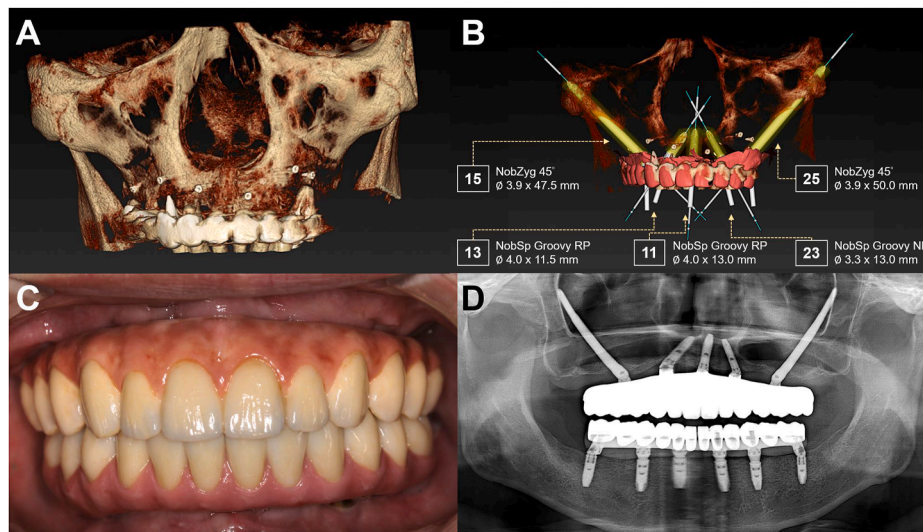 A
B
15
NobZyg 45°
Ø 3.9 x 47.5 mm
25
NobZyg 45°
Ø 3.9 x 50.0 mm
13
NobSp Groovy RP
Ø 4.0 x 11.5 mm
11
NobSp Groovy RP
Ø 4.0 x 13.0 mm
23
NobSp Groovy N
Ø 3.3 x 13.0 mm
C
D